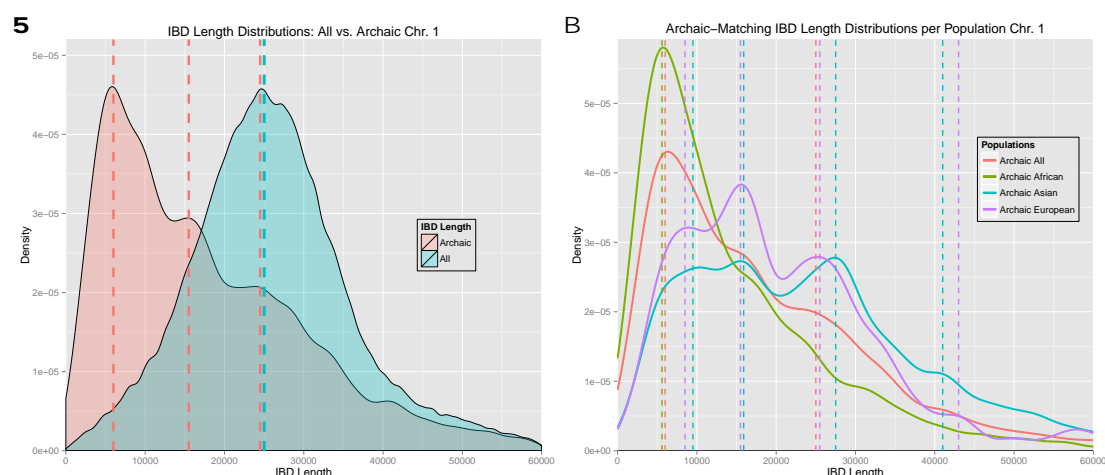 5
IBD Length Distributions: All vs. Archaic Chr. 1
5e−05
4e−05
3e−05
2e−05
1e−05
0e+00
Density
0 10000 20000 30000 40000 50000 60000
IBD Length
IBD Length
Archaic
All
B
Archaic−Matching IBD Length Distributions per Population Chr. 1
5e−05
4e−05
3e−05
2e−05
1e−05
0e+00
Density
0 10000 20000 30000 40000 50000 60000
IBD Length
Populations
Archaic All
Archaic African
Archaic Asian
Archaic European